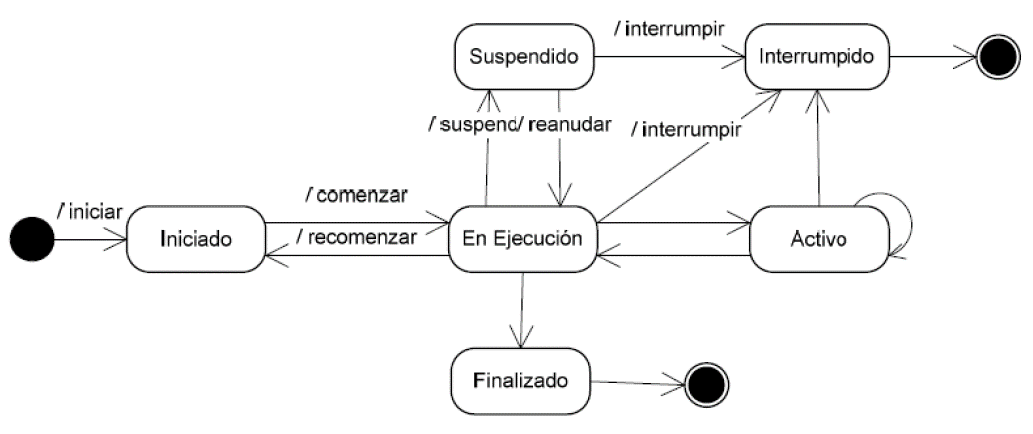 / interrumpir
Suspendido
Interrumpido
/ suspend
/ reanudar
/ interrumpir
/ comenzar
/ iniciar
Iniciado
/ recomenzar
En Ejecución
Activo
Finalizado